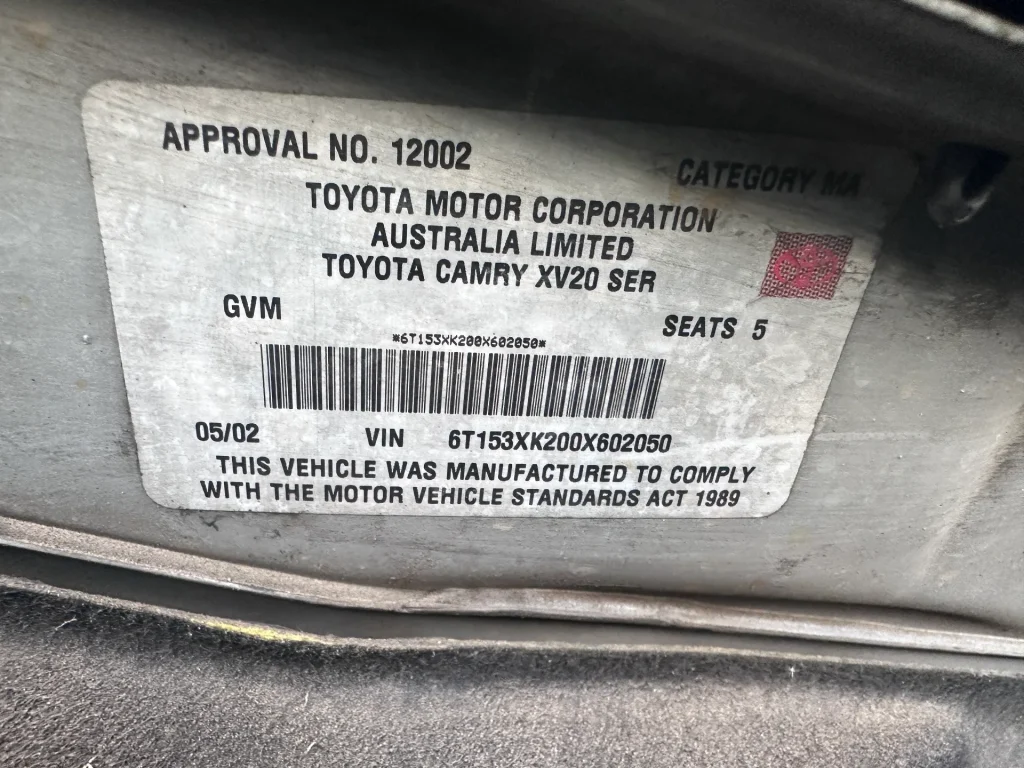 APPROVAL NO. 12002
CATEGORY MA
TOYOTA MOTOR CORPORATION
AUSTRALIA LIMITED
TOYOTA CAMRY XV20 SER
GVM
SEATS 5
*6T153XK200X602050*
05/02 VIN 6T153XK200X602050
THIS VEHICLE WAS MANUFACTURED TO COMPLY
WITH THE MOTOR VEHICLE STANDARDS ACT 1989